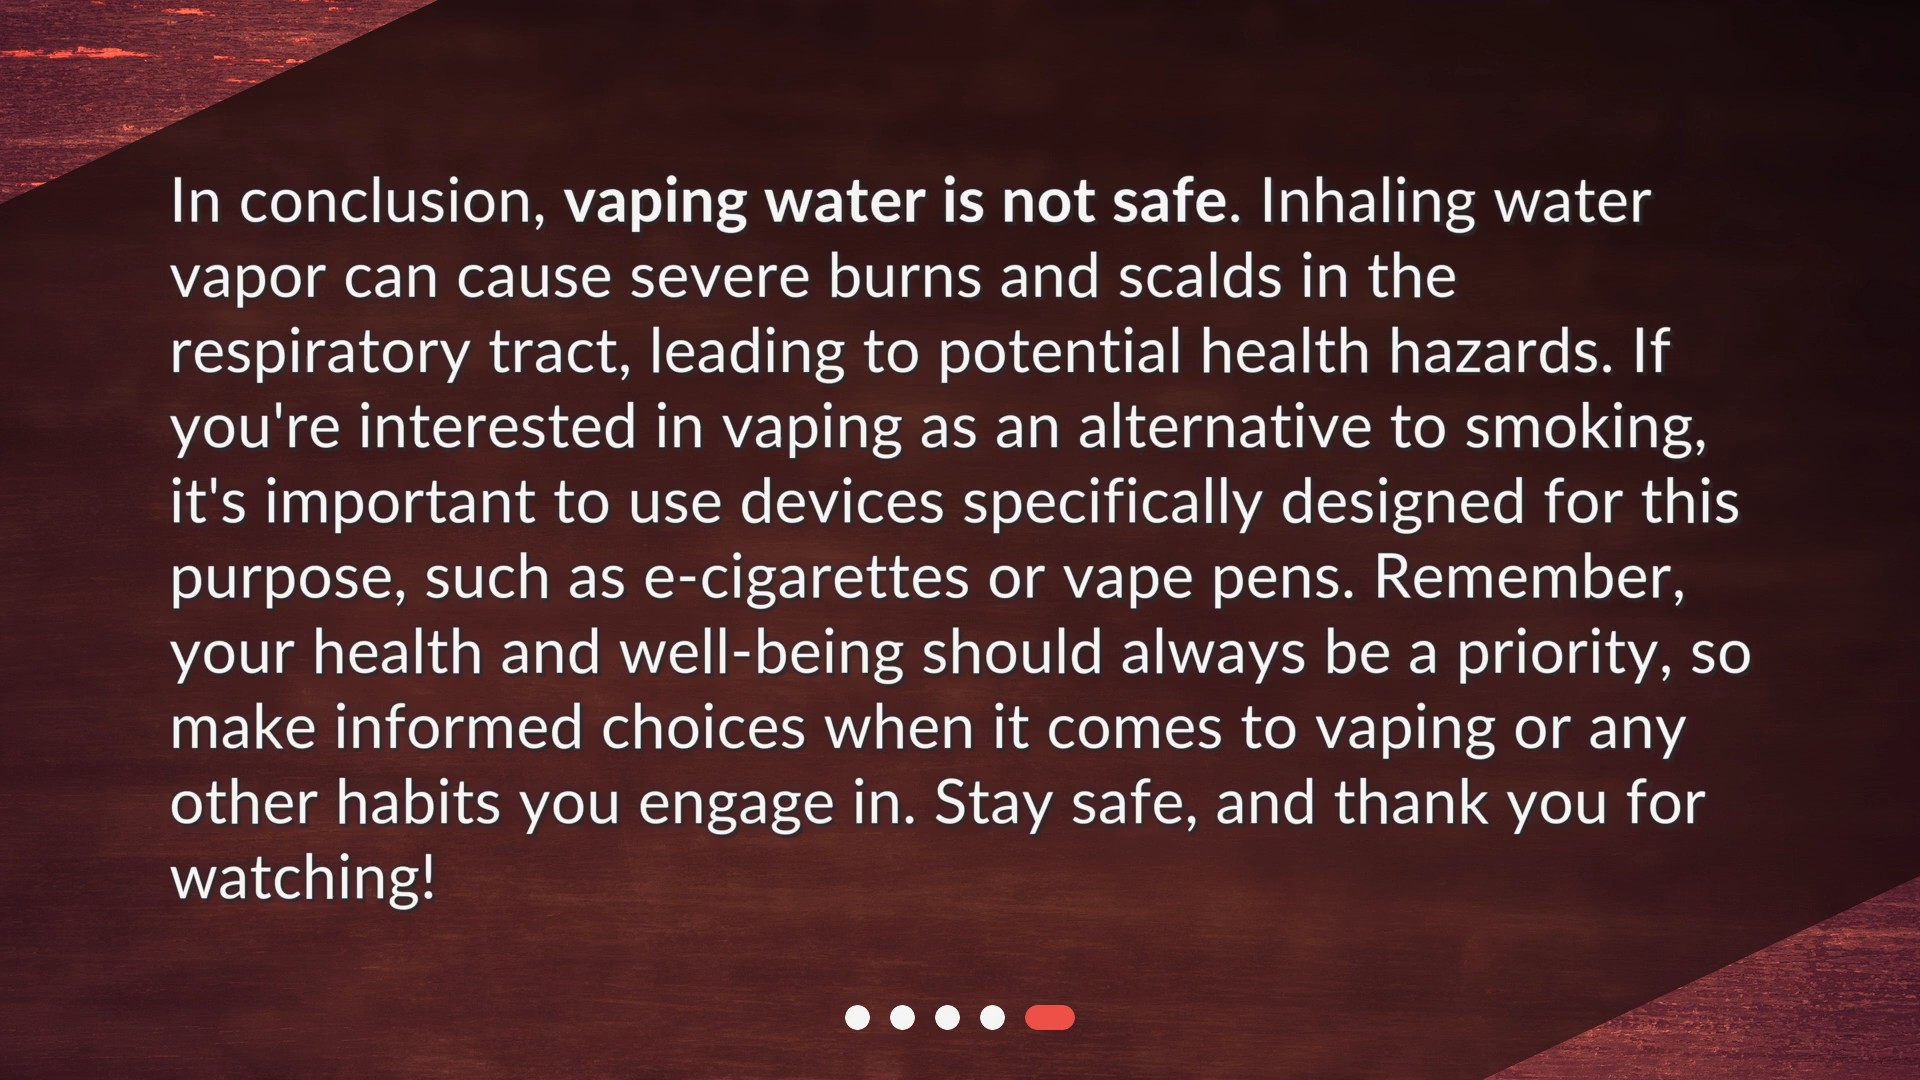 In conclusion, vaping water is not safe. Inhaling water
vapor can cause severe burns and scalds in the
respiratory tract, leading to potential health hazards. If
you're interested in vaping as an alternative to smoking,
it's important to use devices specifically designed for this
purpose, such as e-cigarettes or vape pens. Remember,
your health and well-being should always be a priority, so
make informed choices when it comes to vaping or any
other habits you engage in. Stay safe, and thank you for
watching!